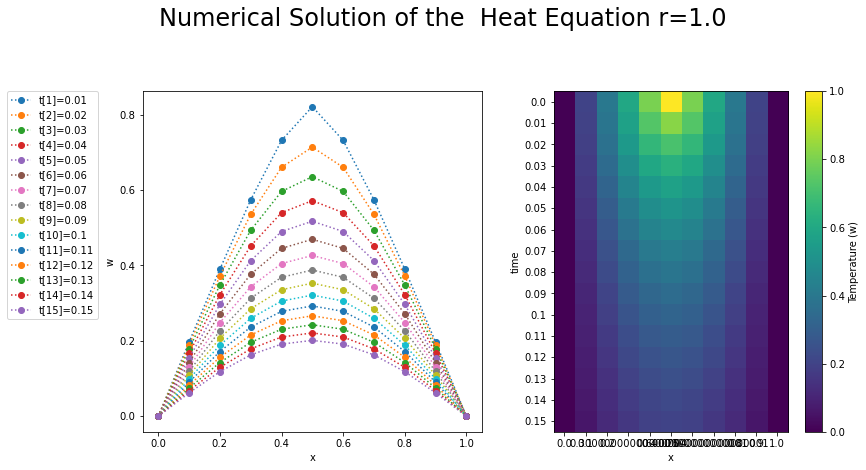 Numerical Solution of the  Heat Equation r=1.0
t[1]=0.01
t[2]=0.02
t[3]=0.03
t[4]=0.04
t[5]=0.05
t[6]=0.06
t[7]=0.07
t[8]=0.08
t[9]=0.09
t[10]=0.1
t[11]=0.11
t[12]=0.12
t[13]=0.13
t[14]=0.14
t[15]=0.15
w
0.8
0.6
0.4
0.2
0.0
0.0
0.2
0.4
0.6
0.8
1.0
x
time
0.0
0.01
0.02
0.03
0.04
0.05
0.06
0.07
0.08
0.09
0.1
0.11
0.12
0.13
0.14
0.15
0.0
1.0
x
1.0
0.8
0.6
0.4
0.2
0.0
Temperature (w)